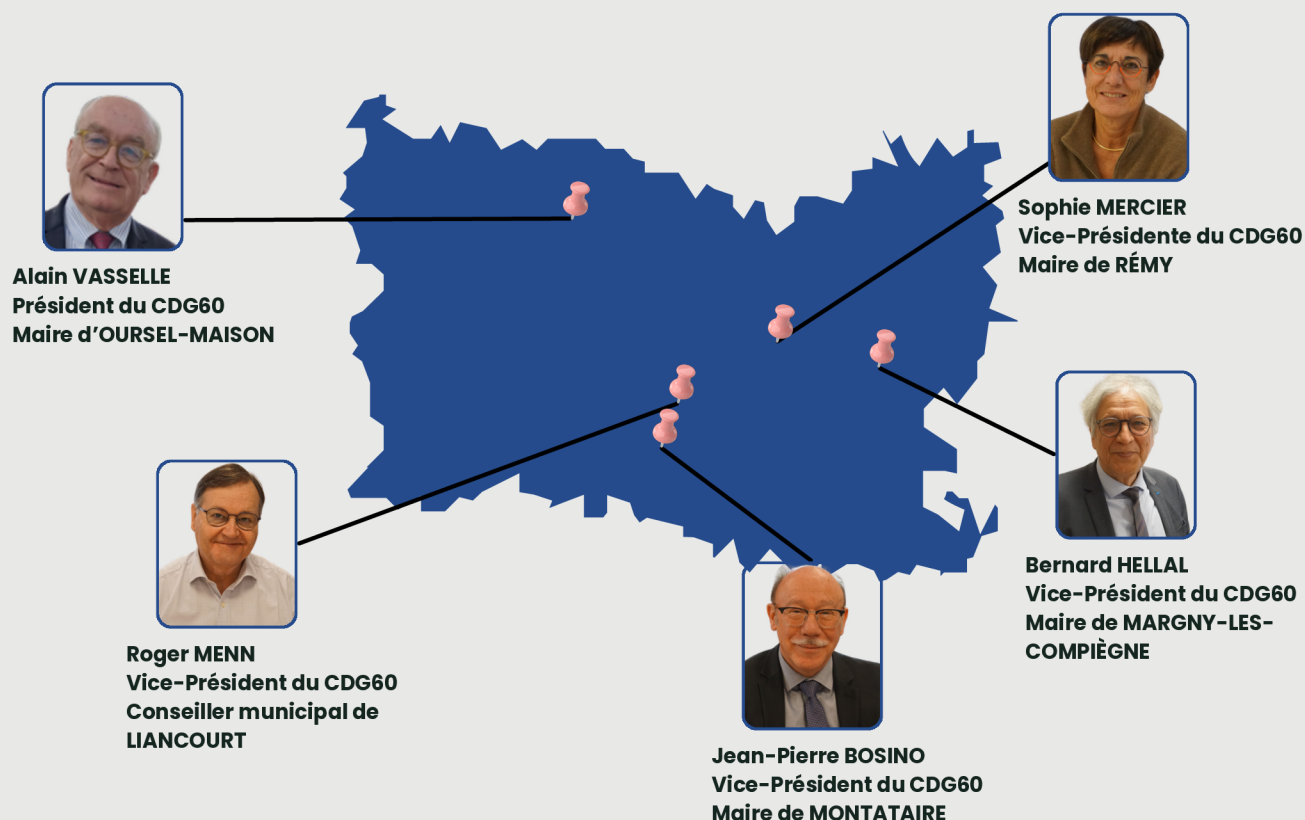 Alain VASSELLE
Président du CDG60
Maire d’OURSEL-MAISON
Sophie MERCIER
Vice-Présidente du CDG60
Maire de RÉMY
Roger MENN
Vice-Président du CDG60
Conseiller municipal de
LIANCOURT
Bernard HELLAL
Vice-Président du CDG60
Maire de MARGNY-LES-
COMPIÈGNE
Jean-Pierre BOSINO
Vice-Président du CDG60
Maire de MONTATAIRE